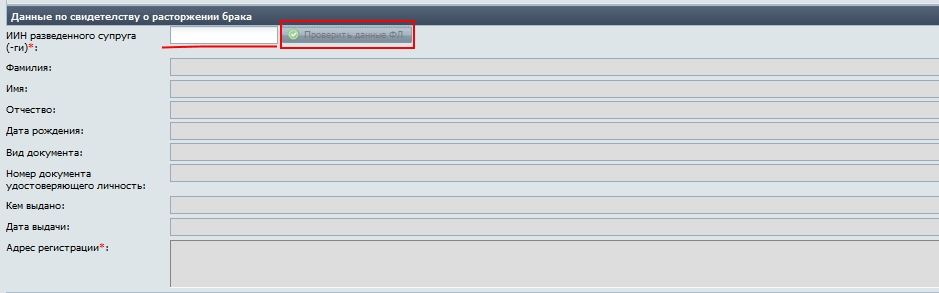 Данные по свидетелству о расторжении брака
ИИН разведенного супруга
(-ги)*:
Проверить данные ФЛ
Фамилия:
Имя:
Отчество:
Дата рождения:
Вид документа:
Номер документа
удостоверяющего личность:
Кем выдано:
Дата выдачи:
Адрес регистрации*: